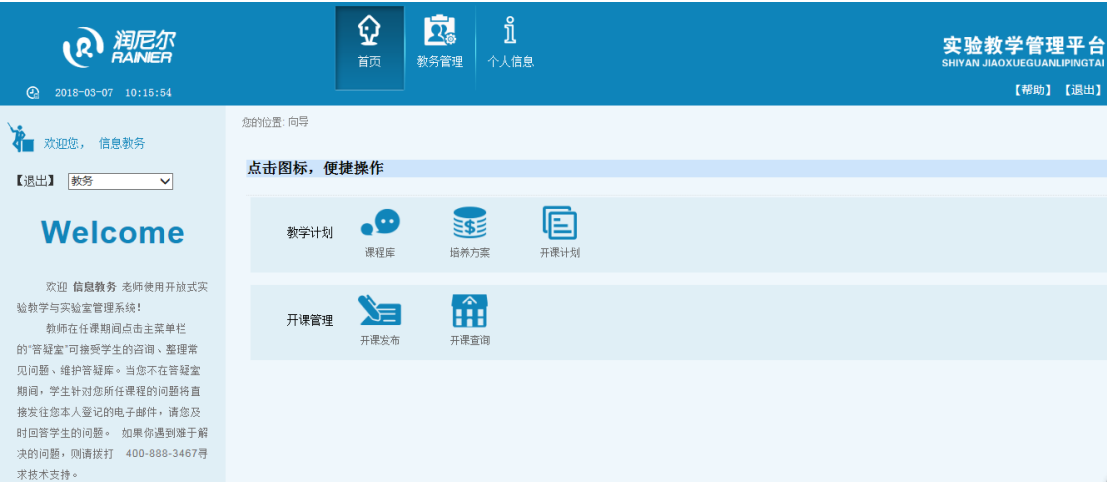 润尼尔
RAINIER
首页
教务管理
个人信息
实验教学管理平台
SHIYAN JIAOXUEGUANLIPINGTAI
2018-03-07 10:15:54
【帮助】 【退出】
欢迎您， 信息教务
【退出】 教务
Welcome
欢迎 信息教务 老师使用开放式实
验教学与实验室管理系统！
教师在任课期间点击主菜单栏
的"答疑室"可接受学生的咨询、整理常
见问题、维护答疑库。当您不在答疑室
期间，学生针对您所任课程的问题将直
接发往您本人登记的电子邮件，请您及
时回答学生的问题。 如果你遇到难于解
决的问题，则请拨打 400-888-3467寻
求技术支持。
您的位置: 向导
点击图标，便捷操作
教学计划
课程库
培养方案
开课计划
开课管理
开课发布
开课查询